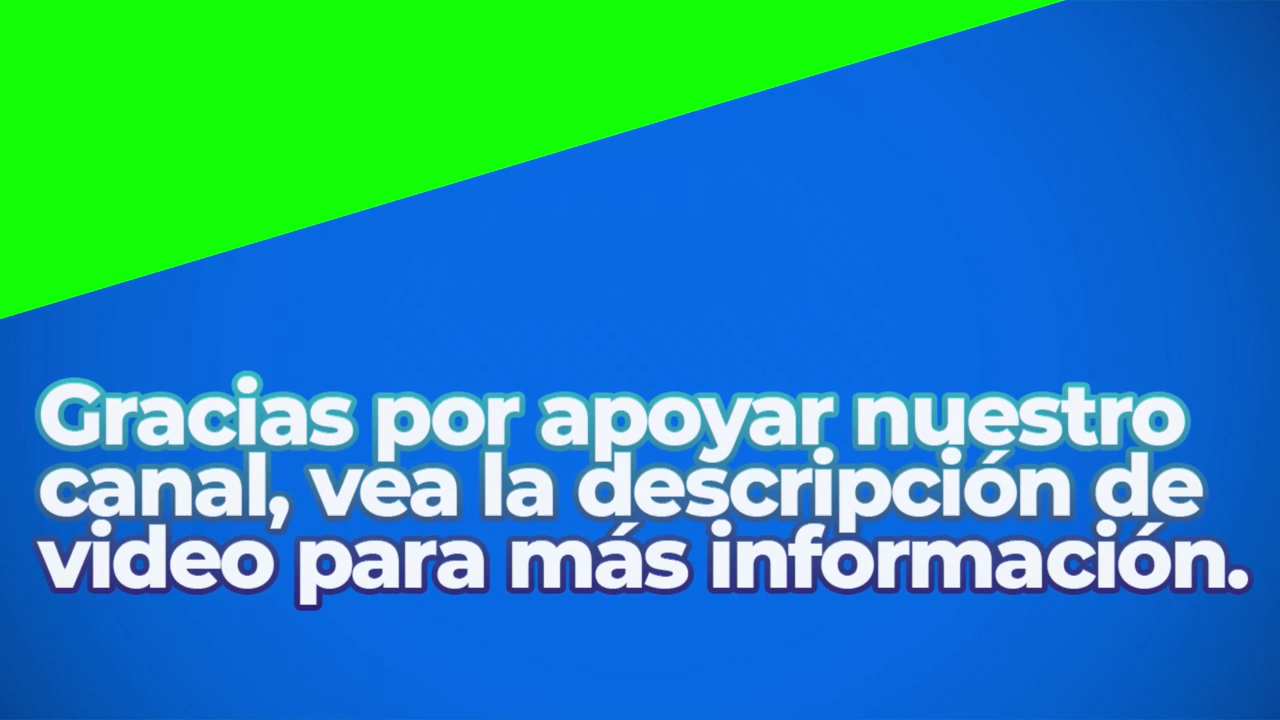 Gracias por apoyar nuestro
canal, vea la descripción de
video para más información.